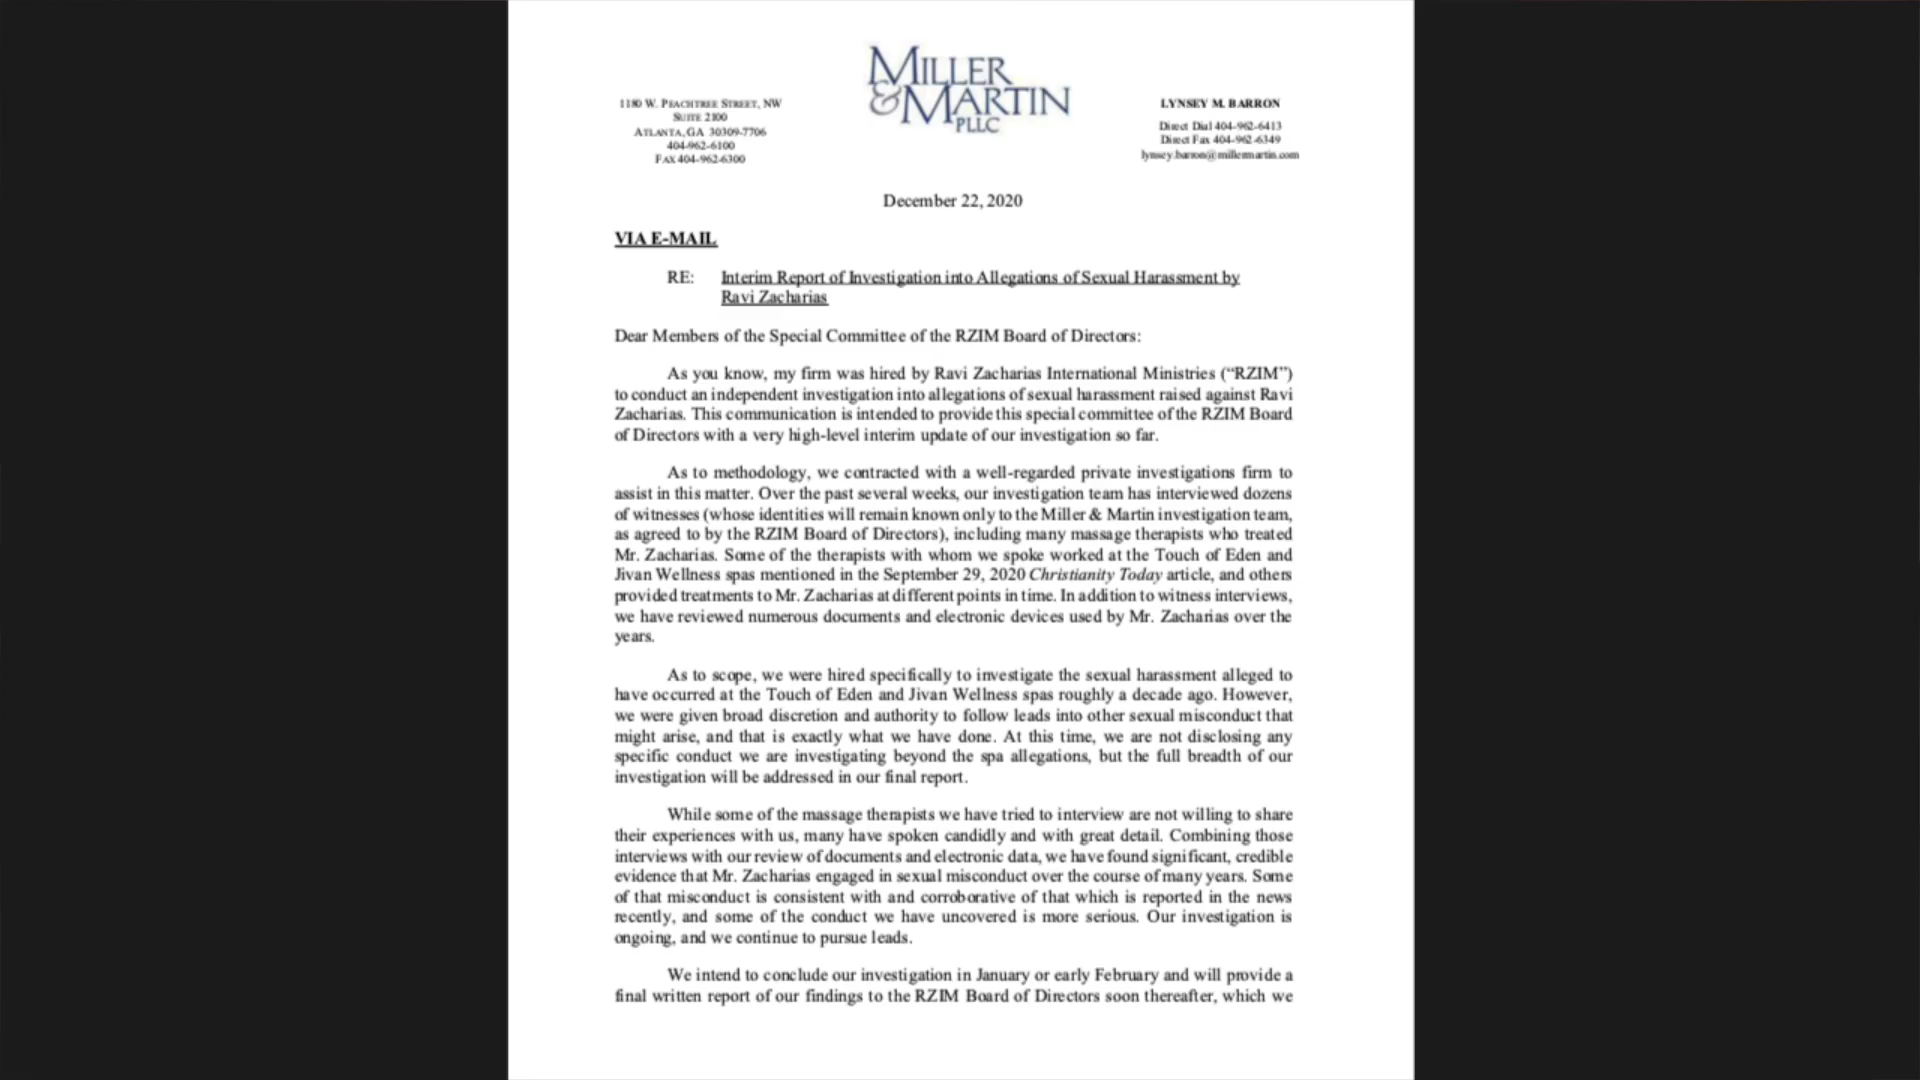 MILLER
& MARTIN
PLLC
1180 W. PEACHTREE STREET, NW
SUITE 2100
ATLANTA, GA 30309-7706
404-962-6100
FAX 404-962-6300
LYNSEY M. BARRON
Direct Dial 404-962-6413
Direct Fax 404-962-6349
lynsey.barron@millermartin.com
December 22, 2020
VIA E-MAIL
RE: Interim Report of Investigation into Allegations of Sexual Harassment by
Ravi Zacharias
Dear Members of the Special Committee of the RZIM Board of Directors:
As you know, my firm was hired by Ravi Zacharias International Ministries (“RZIM”)
to conduct an independent investigation into allegations of sexual harassment raised against Ravi
Zacharias. This communication is intended to provide this special committee of the RZIM Board
of Directors with a very high-level interim update of our investigation so far.
As to methodology, we contracted with a well-regarded private investigations firm to
assist in this matter. Over the past several weeks, our investigation team has interviewed dozens
of witnesses (whose identities will remain known only to the Miller & Martin investigation team,
as agreed to by the RZIM Board of Directors), including many massage therapists who treated
Mr. Zacharias. Some of the therapists with whom we spoke worked at the Touch of Eden and
Jivan Wellness spas mentioned in the September 29, 2020 Christianity Today article, and others
provided treatments to Mr. Zacharias at different points in time. In addition to witness interviews,
we have reviewed numerous documents and electronic devices used by Mr. Zacharias over the
years.
As to scope, we were hired specifically to investigate the sexual harassment alleged to
have occurred at the Touch of Eden and Jivan Wellness spas roughly a decade ago. However,
we were given broad discretion and authority to follow leads into other sexual misconduct that
might arise, and that is exactly what we have done. At this time, we are not disclosing any
specific conduct we are investigating beyond the spa allegations, but the full breadth of our
investigation will be addressed in our final report.
While some of the massage therapists we have tried to interview are not willing to share
their experiences with us, many have spoken candidly and with great detail. Combining those
interviews with our review of documents and electronic data, we have found significant, credible
evidence that Mr. Zacharias engaged in sexual misconduct over the course of many years. Some
of that misconduct is consistent with and corroborative of that which is reported in the news
recently, and some of the conduct we have uncovered is more serious. Our investigation is
ongoing, and we continue to pursue leads.
We intend to conclude our investigation in January or early February and will provide a
final written report of our findings to the RZIM Board of Directors soon thereafter, which we